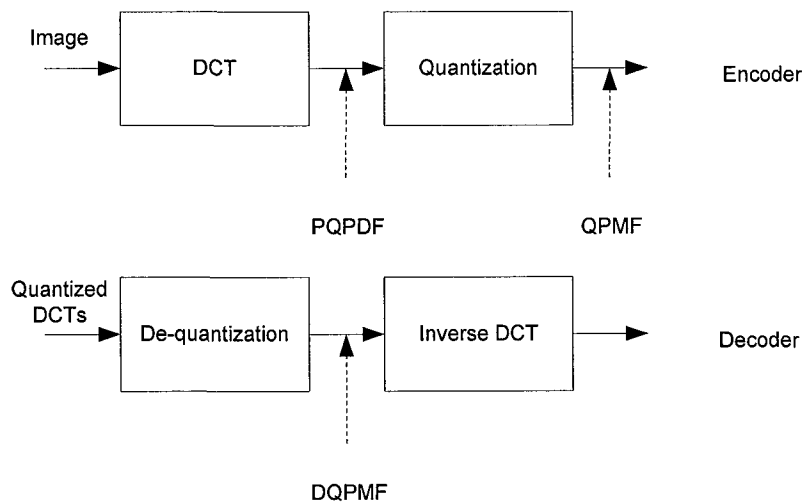 Image
DCT
Quantization
Encoder
PQPDF
QPMF
Quantized
DCTs
De-quantization
Inverse DCT
Decoder
DQPMF